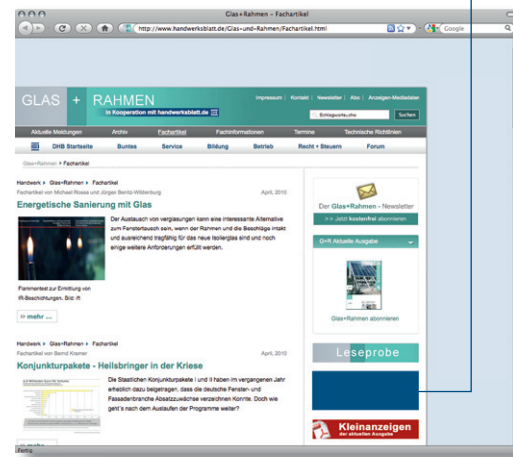 Glas+Rahmen – Fachartikel
http://www.handwerksblatt.de/Glas-und-Rahmen/Fachartikel.html
Google
GLAS + RAHMEN
in Kooperation mit handwerksblatt.de
Impressum | Kontakt | Newsletter | Abo | Anzeigen-Mediadaten
Schlagwortsuche
Suchen
Aktuelle Meldungen Archiv Fachartikel Fachinformationen Termine Technische Richtlinien
DHB Startseite Buntes Service Bildung Betrieb Recht + Steuern Forum
Glas+Rahmen ▸ Fachartikel
Handwerk ▸ Glas+Rahmen ▸ Fachartikel
Fachartikel von Michael Rossa und Jürgen Benitz-Wildenburg April, 2010
Energetische Sanierung mit Glas
Der Austausch von verglasungen kann eine interessante Alternative
zum Fenstertausch sein, wenn der Rahmen und die Beschläge intakt
und ausreichend tragfähig für das neue Isolierglas sind und noch
einige weitere Anforderungen erfüllt werden.
Flammentest zur Ermittlung von
IR-Beschichtungen. Bild: ift
mehr ...
Handwerk ▸ Glas+Rahmen ▸ Fachartikel
Fachartikel von Bernd Kramer April, 2010
Konjunkturpakete - Heilsbringer in der Kriese
Die Staatlichen Konjunkturpakete I und II haben im vergangenen Jahr
erheblich dazu beigetragen, dass die deutsche Fenster- und
Fassadenbranche Absatzzuwächse verzeichnen Konnte. Doch wie
geht's nach dem Auslaufen der Programme weiter?
Der Glas+Rahmen - Newsletter
>> Jetzt kostenfrei abonnieren
G+R Aktuelle Ausgabe
Glas+Rahmen abonnieren
Leseprobe
Kleinanzeigen
der aktuellen Ausgabe
Fertig